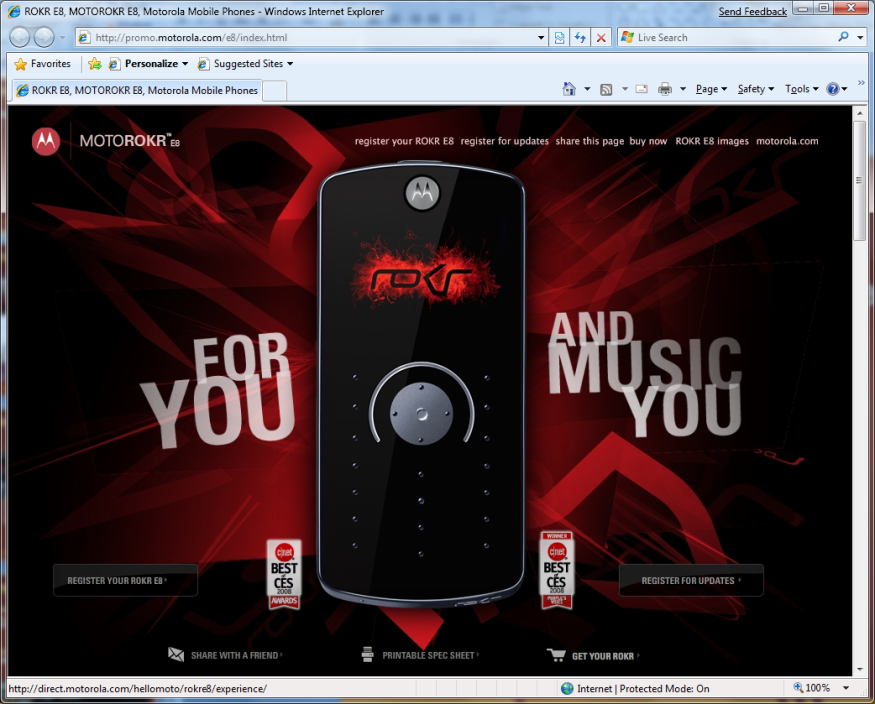 ROKR E8, MOTOROKR E8, Motorola Mobile Phones - Windows Internet Explorer
Send Feedback
http://promo.motorola.com/e8/index.html
Live Search
Favorites
Personalize
Suggested Sites
ROKR E8, MOTOROKR E8, Motorola Mobile Phones
Page
Safety
Tools
MOTOROKR™E8
register your ROKR E8 register for updates share this page buy now ROKR E8 images motorola.com
rokr
FOR
YOU
AND
MUSIC
YOU
REGISTER YOUR ROKR E8
c|net
BEST
of
CES
2008
AWARDS
WINNER
c|net
BEST
of
CES
2008
PEOPLE'S
VOICE
REGISTER FOR UPDATES
SHARE WITH A FRIEND
PRINTABLE SPEC SHEET
GET YOUR ROKR
http://direct.motorola.com/hellomoto/rokre8/experience/
Internet | Protected Mode: On
100%